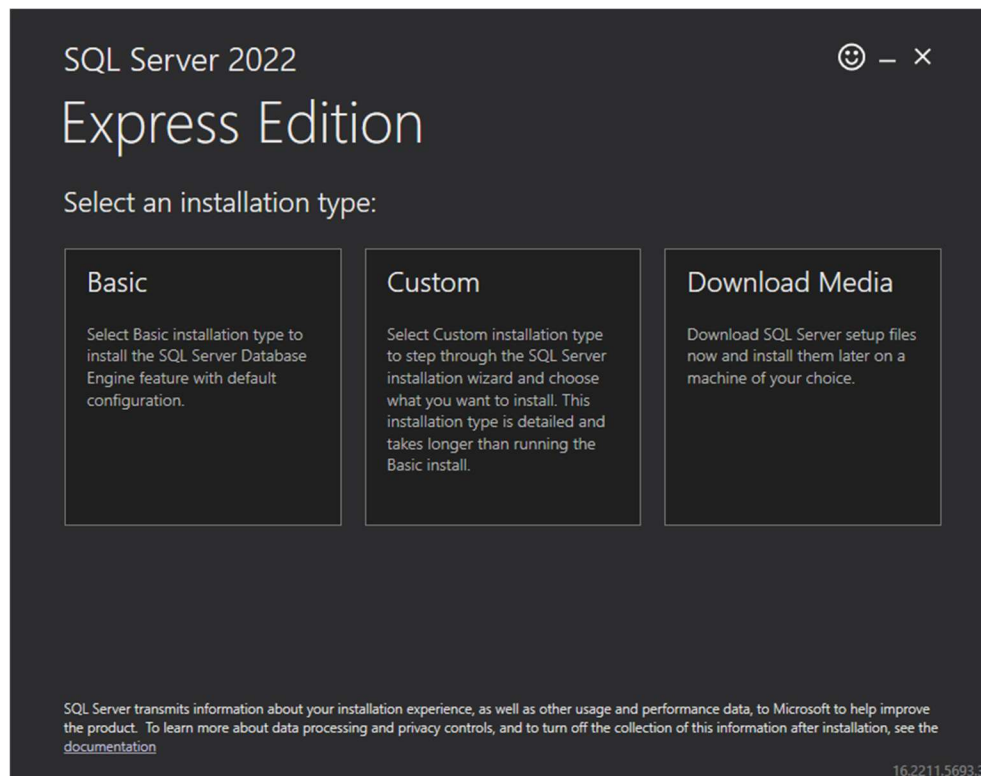 SQL Server 2022
Express Edition
Select an installation type:
Basic
Select Basic installation type to
install the SQL Server Database
Engine feature with default
configuration.
Custom
Select Custom installation type
to step through the SQL Server
installation wizard and choose
what you want to install. This
installation type is detailed and
takes longer than running the
Basic install.
Download Media
Download SQL Server setup files
now and install them later on a
machine of your choice.
SQL Server transmits information about your installation experience, as well as other usage and performance data, to Microsoft to help improve
the product. To learn more about data processing and privacy controls, and to turn off the collection of this information after installation, see the
documentation
16.2211.5693.3